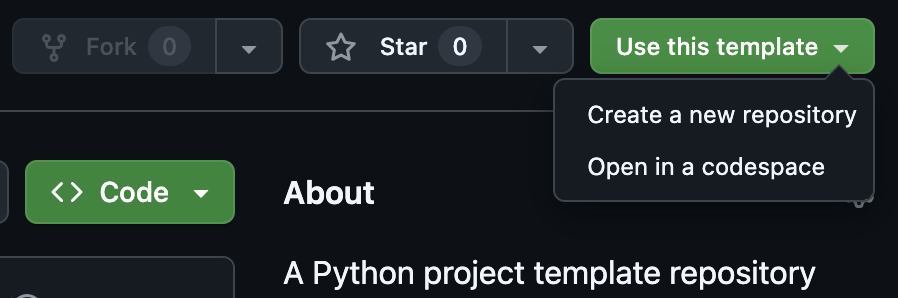 Fork 0
Star 0
Use this template
Create a new repository
Open in a codespace
<> Code
About
A Python project template repository